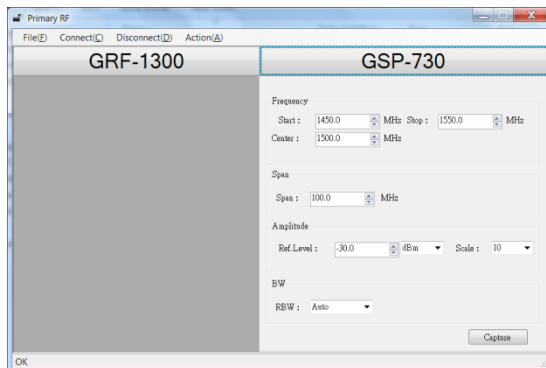 Primary RF
File(F) Connect(C) Disconnect(D) Action(A)
GRF-1300 GSP-730
Frequency
Start : 1450.0 MHz Stop : 1550.0 MHz
Center : 1500.0 MHz
Span
Span : 100.0 MHz
Amplitude
Ref.Level : -30.0 dBm Scale : 10
BW
RBW : Auto
Capture
OK